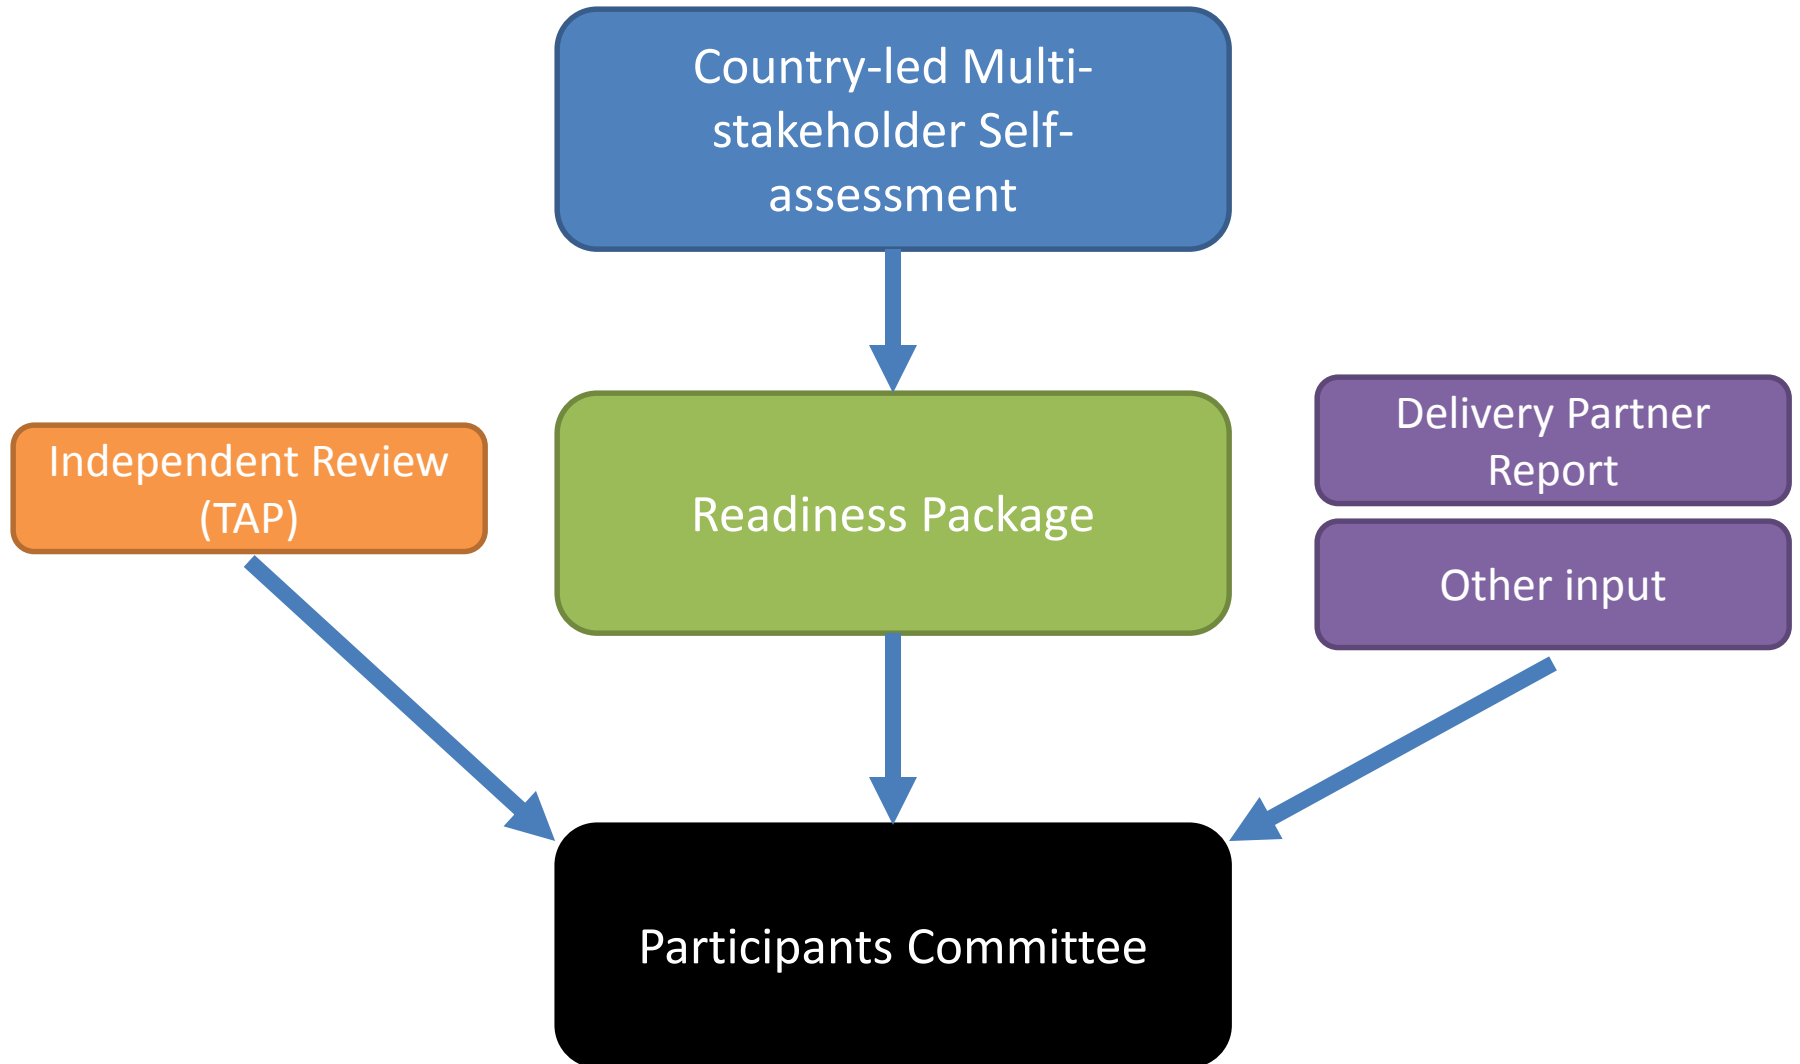 Country-led Multi-
stakeholder Self-
assessment
Independent Review
(TAP)
Readiness Package
Delivery Partner
Report
Other input
Participants Committee